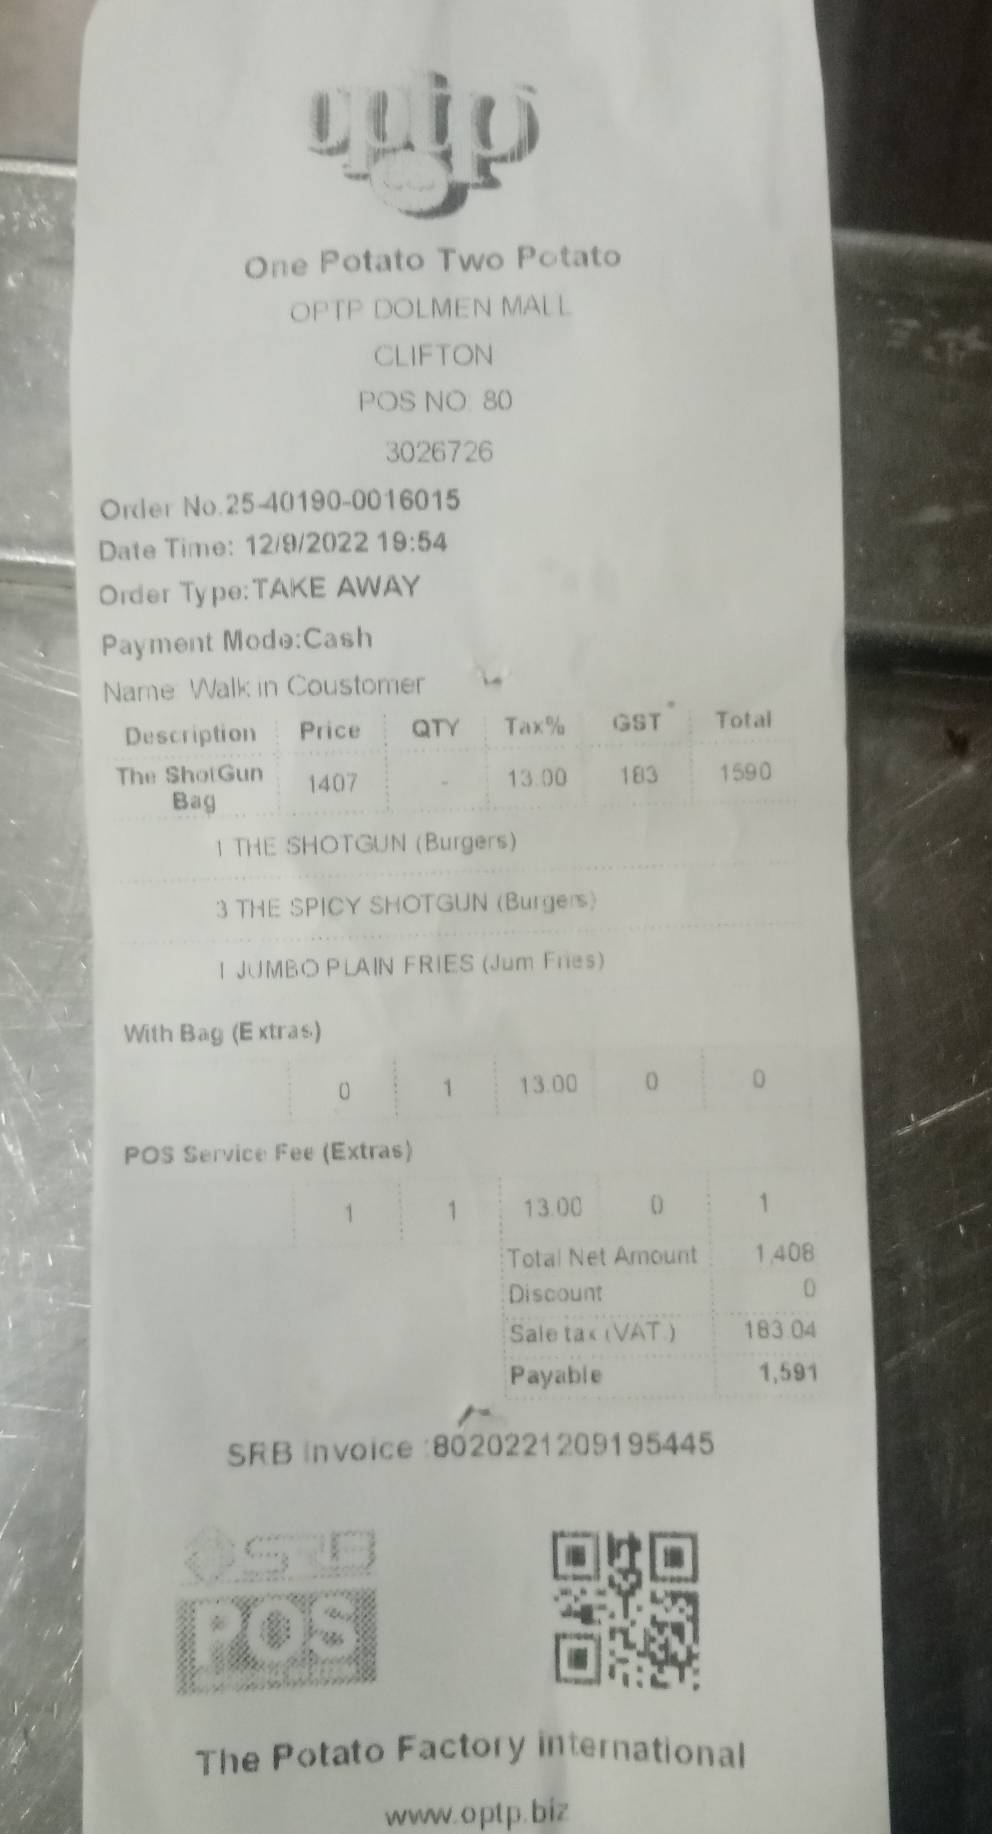 optp
One Potato Two Potato
OPTP DOLMEN MALL
CLIFTON
POS NO: 80
3026726
Order No.25-40190-0016015
Date Time: 12/9/2022 19:54
Order Type:TAKE AWAY
Payment Mode:Cash
Name: Walk in Coustomer
Description Price QTY Tax% GST Total
The ShotGun Bag 1407 - 13.00 183 1590
1 THE SHOTGUN (Burgers)
3 THE SPICY SHOTGUN (Burgers)
1 JUMBO PLAIN FRIES (Jum Fries)
With Bag (Extras)
0 1 13.00 0 0
POS Service Fee (Extras)
1 1 13.00 0 1
Total Net Amount 1,408
Discount 0
Sale tax (VAT.) 183.04
Payable 1,591
SRB Invoice :8020221209195445
SRB
POS
The Potato Factory international
www.optp.biz